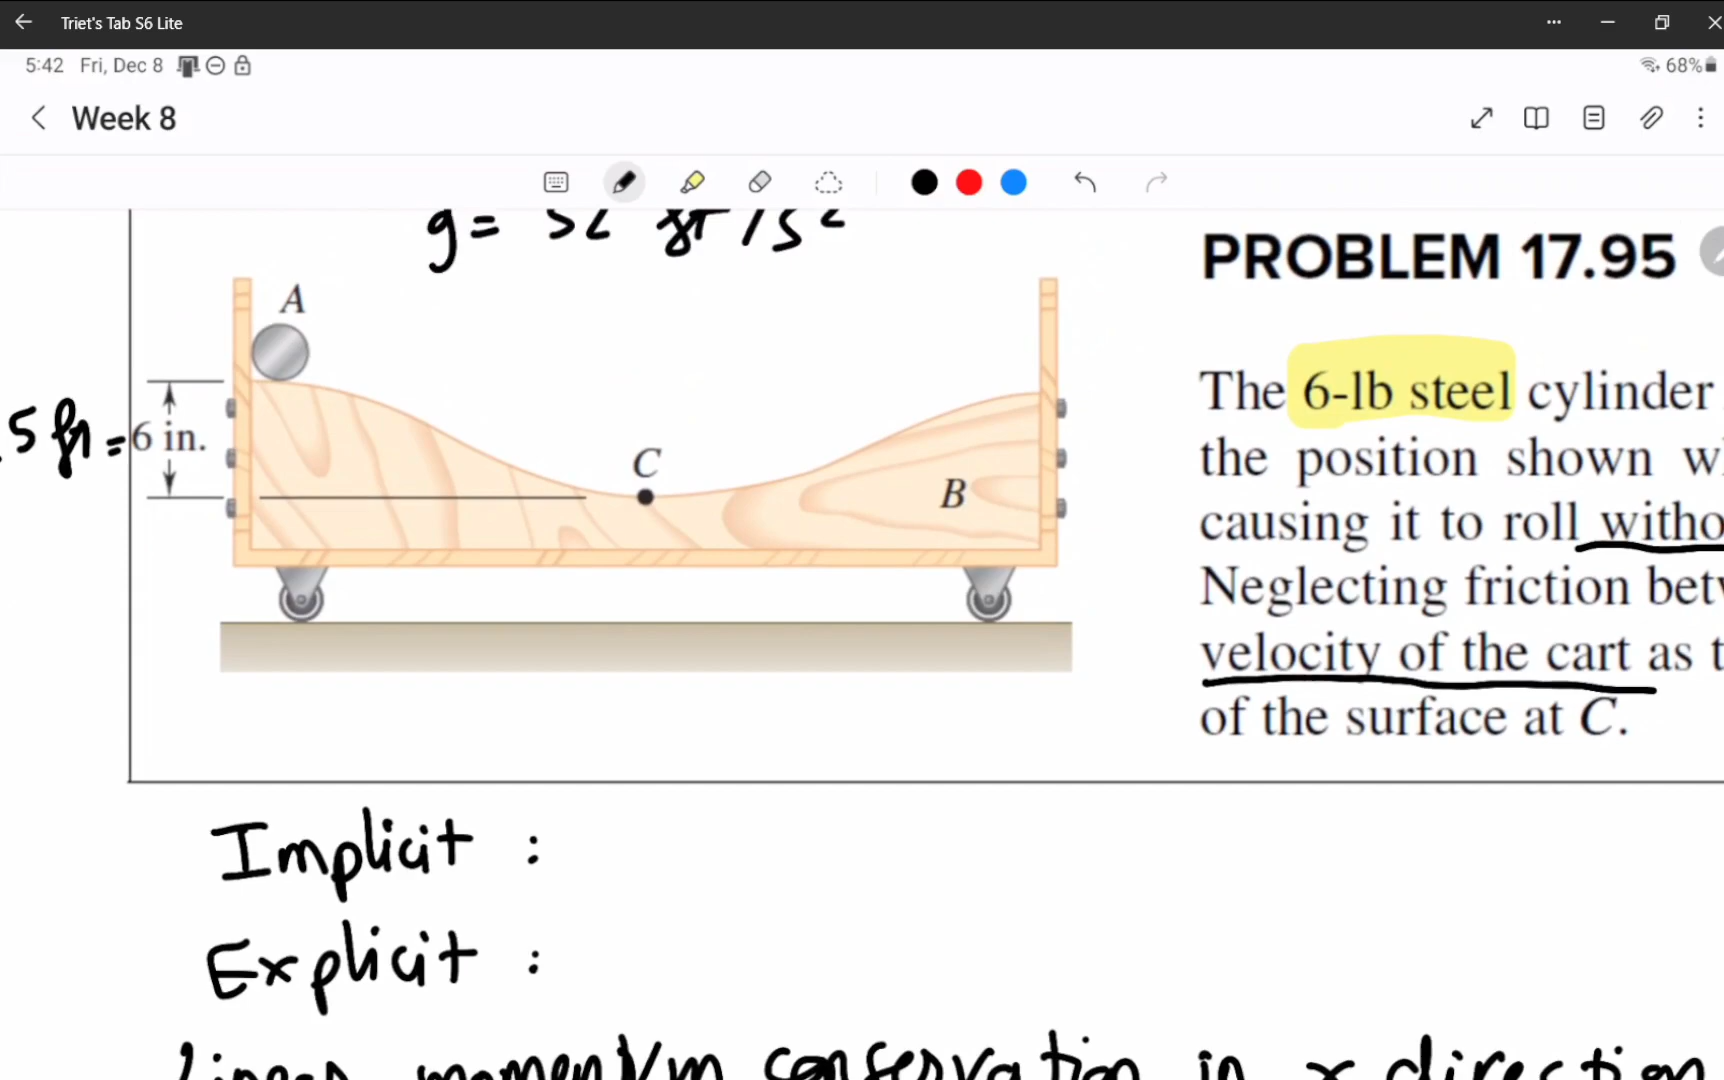 Triet's Tab S6 Lite
5:42 Fri, Dec 8
68%
Week 8
g = 32 ft/s²
A
5 ft = 6 in.
C
B
PROBLEM 17.95
The 6-lb steel cylinder
the position shown
causing it to roll
Neglecting friction
velocity of the cart as
of the surface at C.
Implicit :
Explicit :
Linear momentum conservation in x direction